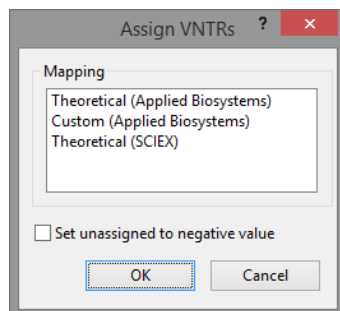 Assign VNTRs ? ×
Mapping
Theoretical (Applied Biosystems)
Custom (Applied Biosystems)
Theoretical (SCIEX)
Set unassigned to negative value
OK Cancel